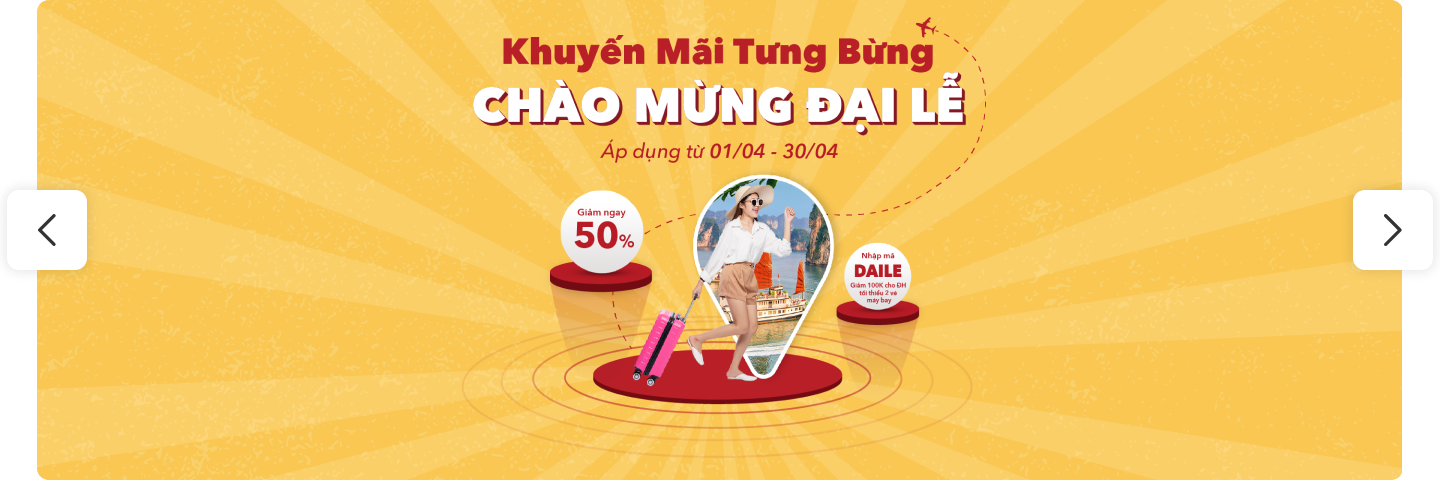 Khuyến Mãi Tưng Bừng
CHÀO MỪNG ĐẠI LỄ
Áp dụng từ 01/04 - 30/04
Giảm ngay
50%
Nhập mã
DAILE
Giảm 100K cho ĐH
tối thiểu 2 vé
máy bay